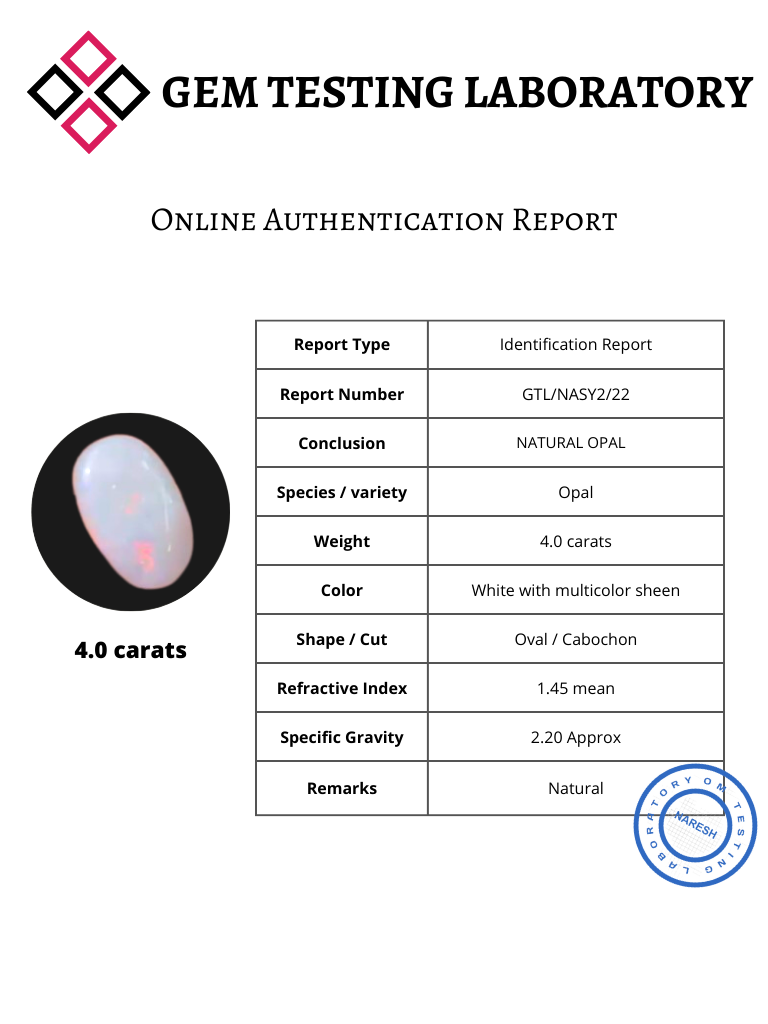 GEM TESTING LABORATORY
Online Authentication Report
Report Type Identification Report
Report Number GTL/NASY2/22
Conclusion NATURAL OPAL
Species / variety Opal
Weight 4.0 carats
Color White with multicolor sheen
Shape / Cut Oval / Cabochon
Refractive Index 1.45 mean
Specific Gravity 2.20 Approx
Remarks Natural
4.0 carats
OM TESTING LABORATORY
NARESH